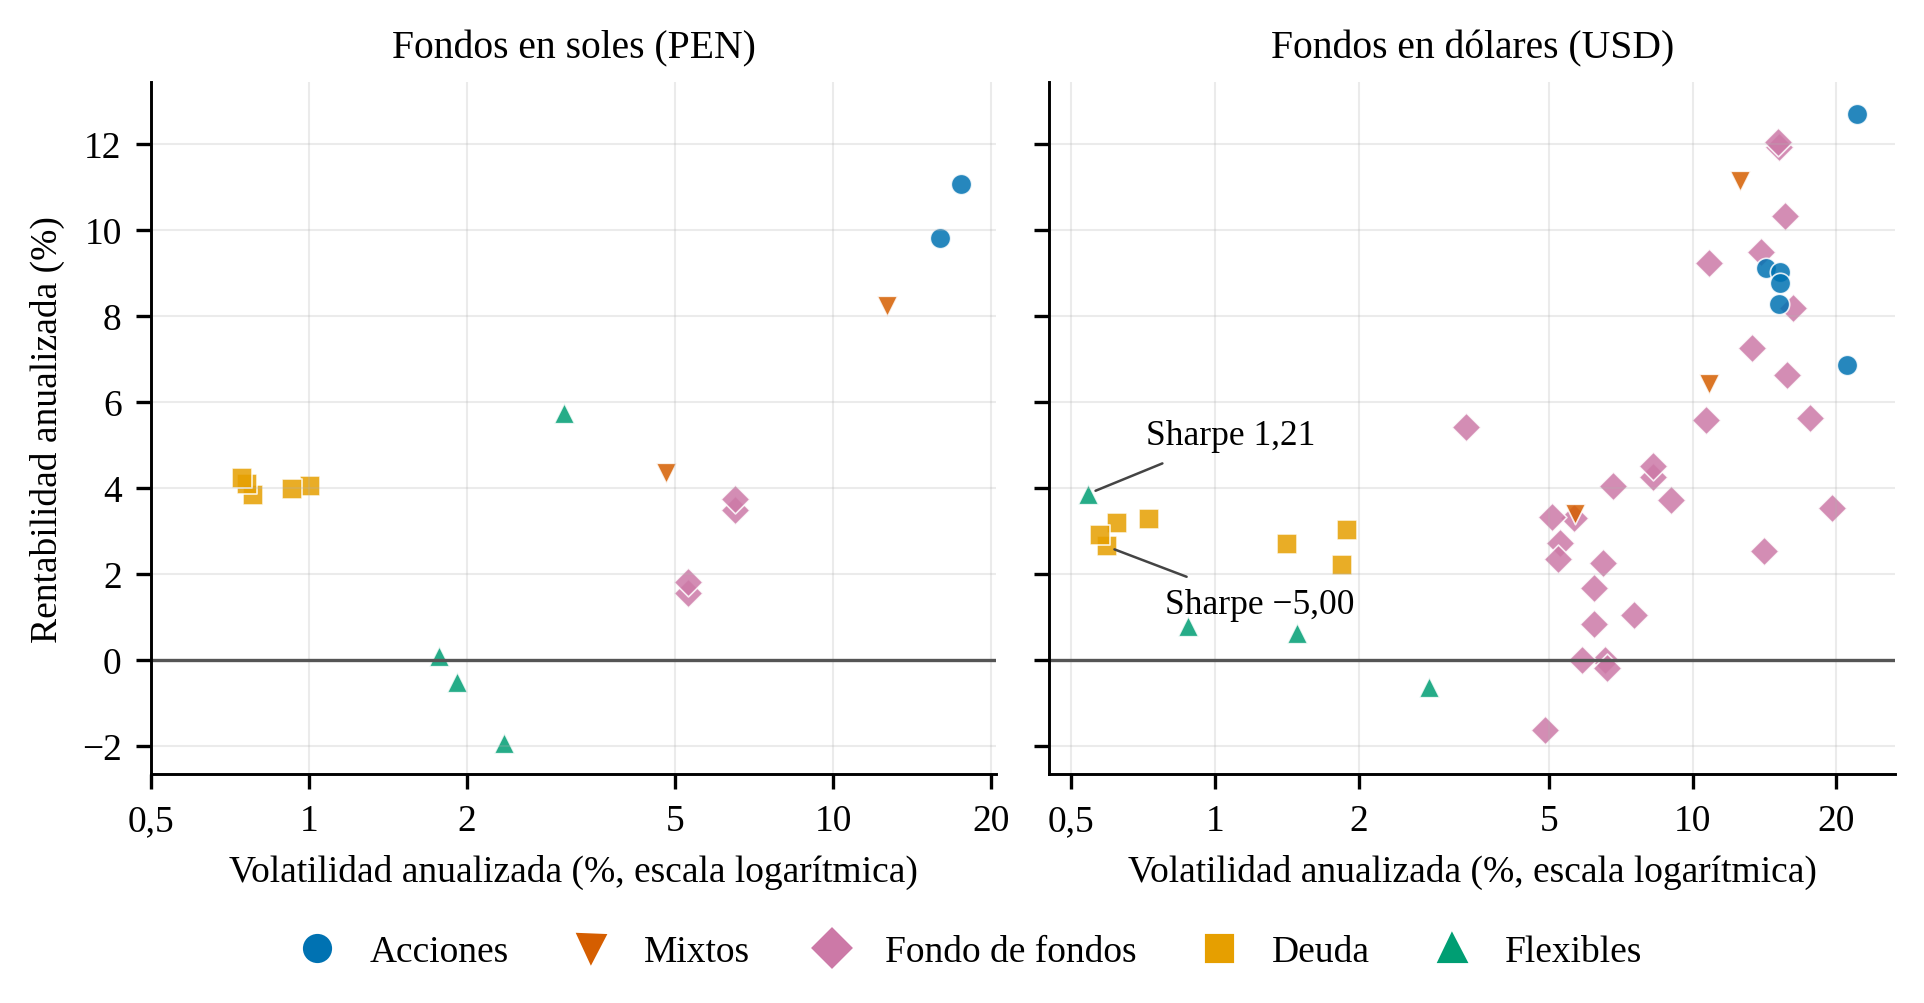 Fondos en soles (PEN)
Fondos en dólares (USD)
Rentabilidad anualizada (%)
12
10
8
6
4
2
0
−2
Sharpe 1,21
Sharpe −5,00
0,5 1 2 5 10 20
0,5 1 2 5 10 20
Volatilidad anualizada (%, escala logarítmica)
Volatilidad anualizada (%, escala logarítmica)
Acciones Mixtos Fondo de fondos Deuda Flexibles